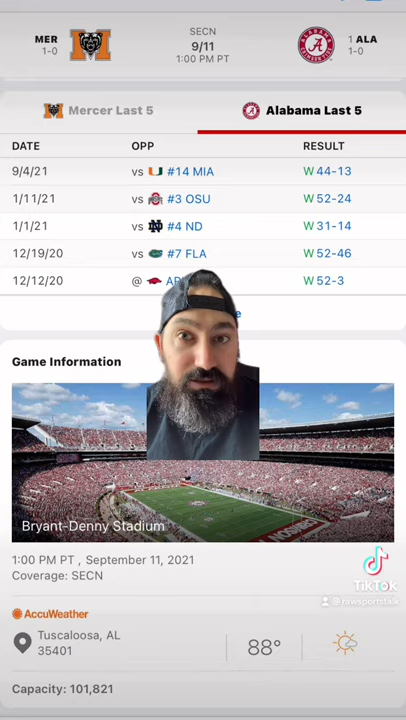 SECN
MER
1-0
9/11
1:00 PM PT
1 ALA
1-0
Mercer Last 5
Alabama Last 5
DATE OPP RESULT
9/4/21 vs #14 MIA W 44-13
1/11/21 vs #3 OSU W 52-24
1/1/21 vs #4 ND W 31-14
12/19/20 vs #7 FLA W 52-46
12/12/20 @ W 52-3
Game Information
Bryant-Denny Stadium
1:00 PM PT , September 11, 2021
Coverage: SECN
TikTok
@rawsportstalk
AccuWeather
Tuscaloosa, AL
35401
88°
Capacity: 101,821